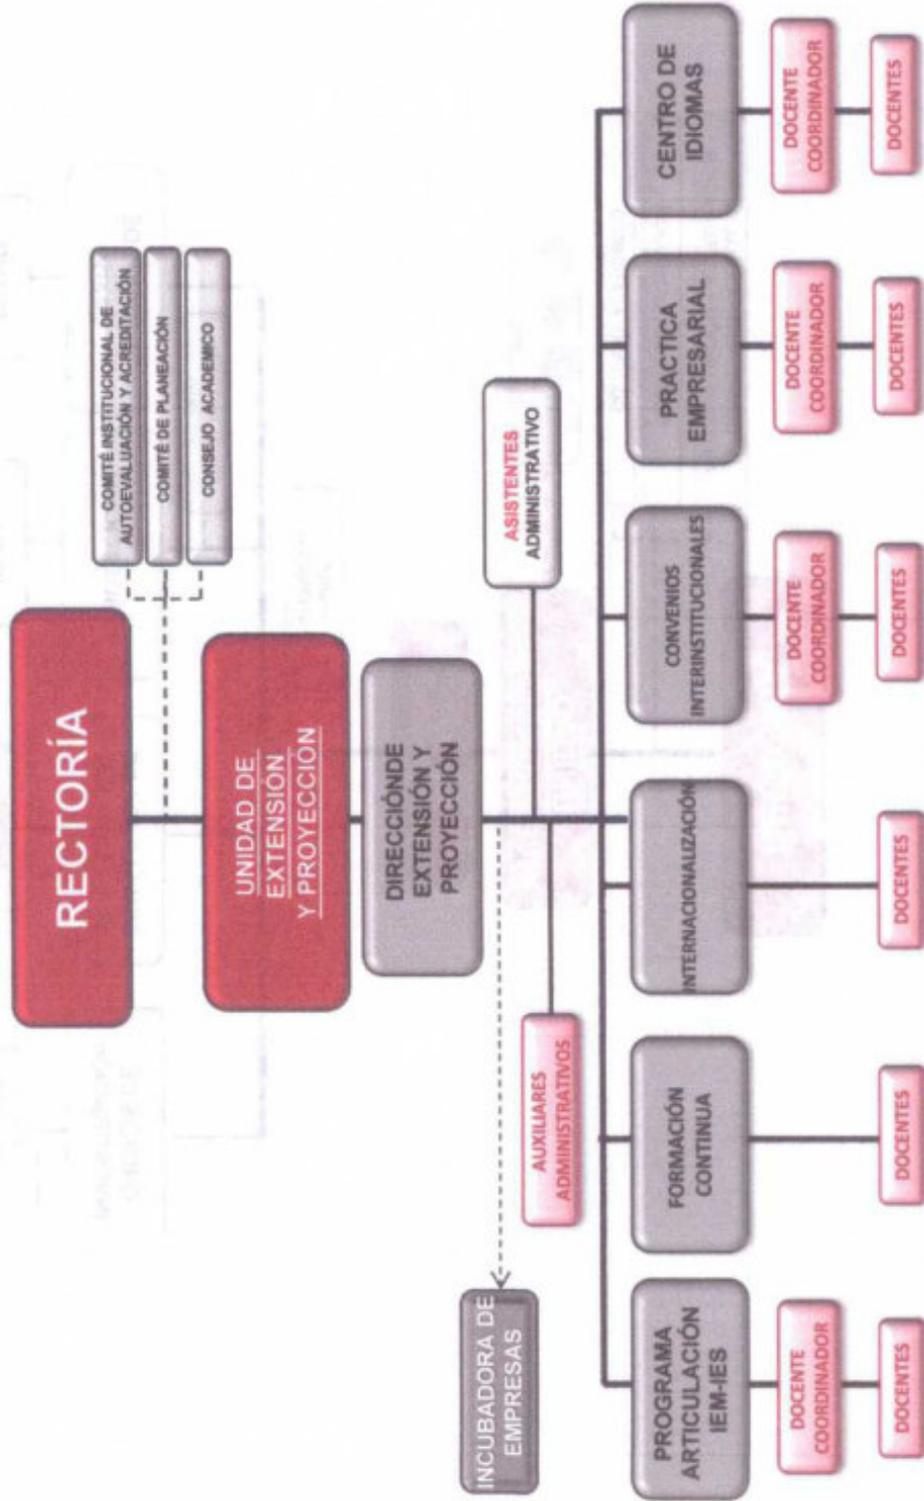 RECTORÍA
COMITÉ INSTITUCIONAL DE
AUTOEVALUACIÓN Y ACREDITACIÓN
COMITÉ DE PLANEACIÓN
CONSEJO ACADEMICO
UNIDAD DE
EXTENSIÓN
Y PROYECCION
DIRECCIÓNDE
EXTENSIÓN Y
PROYECCIÓN
INCUBADORA DE
EMPRESAS
ASISTENTES
ADMINISTRATIVO
AUXILIARES
ADMINISTRATIVOS
PROGRAMA
ARTICULACIÓN
IEM-IES
FORMACIÓN
CONTINUA
INTERNACIONALIZACIÓN
CONVENIOS
INTERINSTITUCIONALES
PRACTICA
EMPRESARIAL
CENTRO DE
IDIOMAS
DOCENTE
COORDINADOR
DOCENTE
COORDINADOR
DOCENTE
COORDINADOR
DOCENTE
COORDINADOR
DOCENTES
DOCENTES
DOCENTES
DOCENTES
DOCENTES
DOCENTES